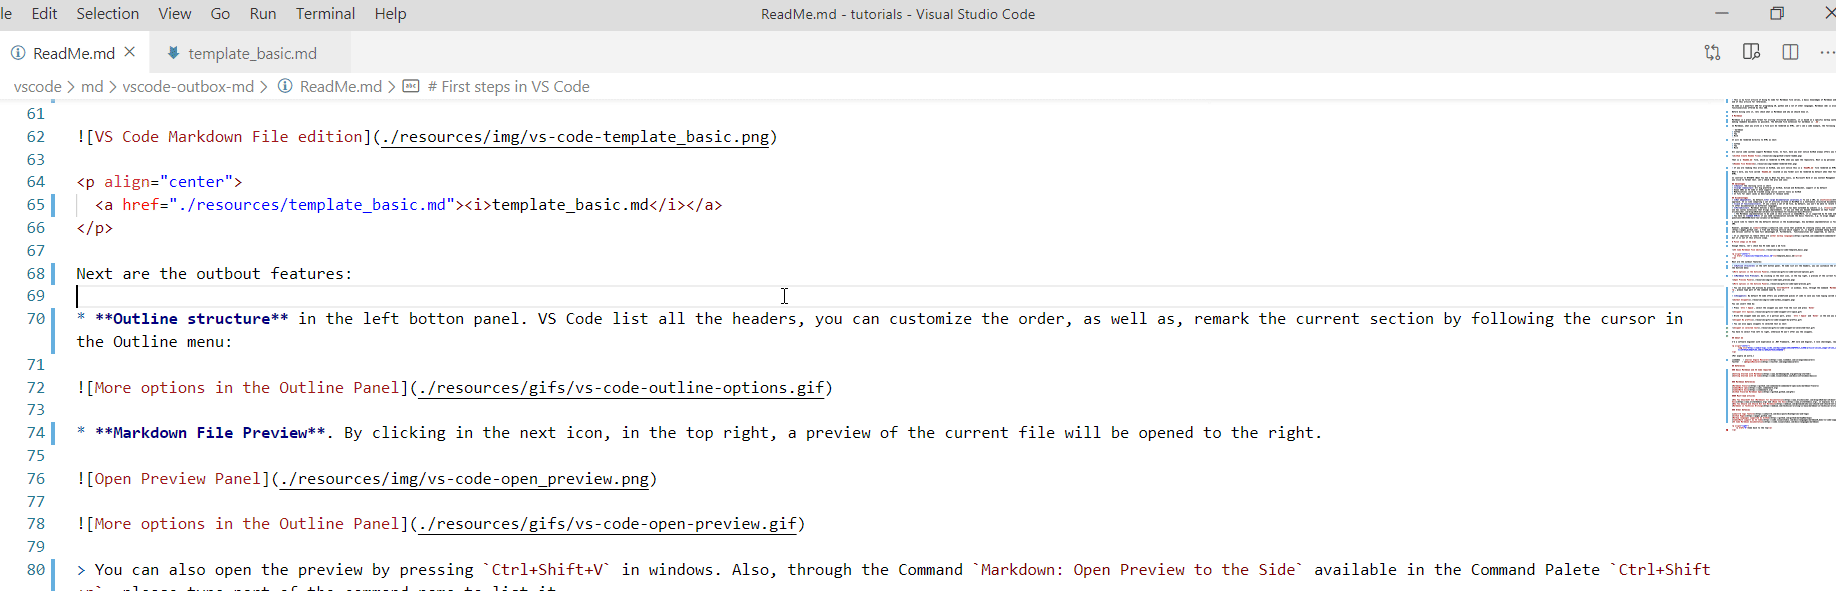 le Edit Selection View Go Run Terminal Help ReadMe.md - tutorials - Visual Studio Code
ReadMe.md template_basic.md
vscode > md > vscode-outbox-md > ReadMe.md > # First steps in VS Code
61
62 ![VS Code Markdown File edition](./resources/img/vs-code-template_basic.png)
63
64 <p align="center">
65 <a href="./resources/template_basic.md"><i>template_basic.md</i></a>
66 </p>
67
68 Next are the outbout features:
69
70 * **Outline structure** in the left botton panel. VS Code list all the headers, you can customize the order, as well as, remark the current section by following the cursor in
the Outline menu:
71
72 ![More options in the Outline Panel](./resources/gifs/vs-code-outline-options.gif)
73
74 * **Markdown File Preview**. By clicking in the next icon, in the top right, a preview of the current file will be opened to the right.
75
76 ![Open Preview Panel](./resources/img/vs-code-open_preview.png)
77
78 ![More options in the Outline Panel](./resources/gifs/vs-code-open-preview.gif)
79
80 > You can also open the preview by pressing `Ctrl+Shift+V` in windows. Also, through the Command `Markdown: Open Preview to the Side` available in the Command Palete `Ctrl+Shift